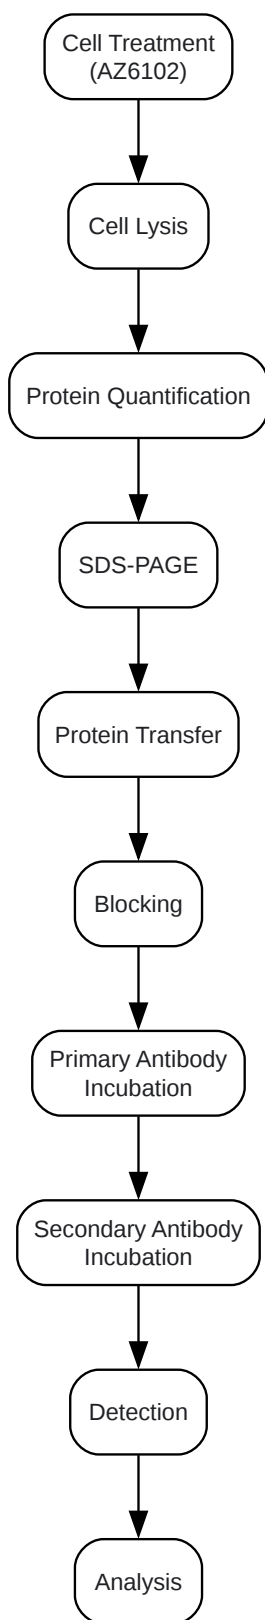 Cell Treatment
(AZ6102)
Cell Lysis
Protein Quantification
SDS-PAGE
Protein Transfer
Blocking
Primary Antibody
Incubation
Secondary Antibody
Incubation
Detection
Analysis